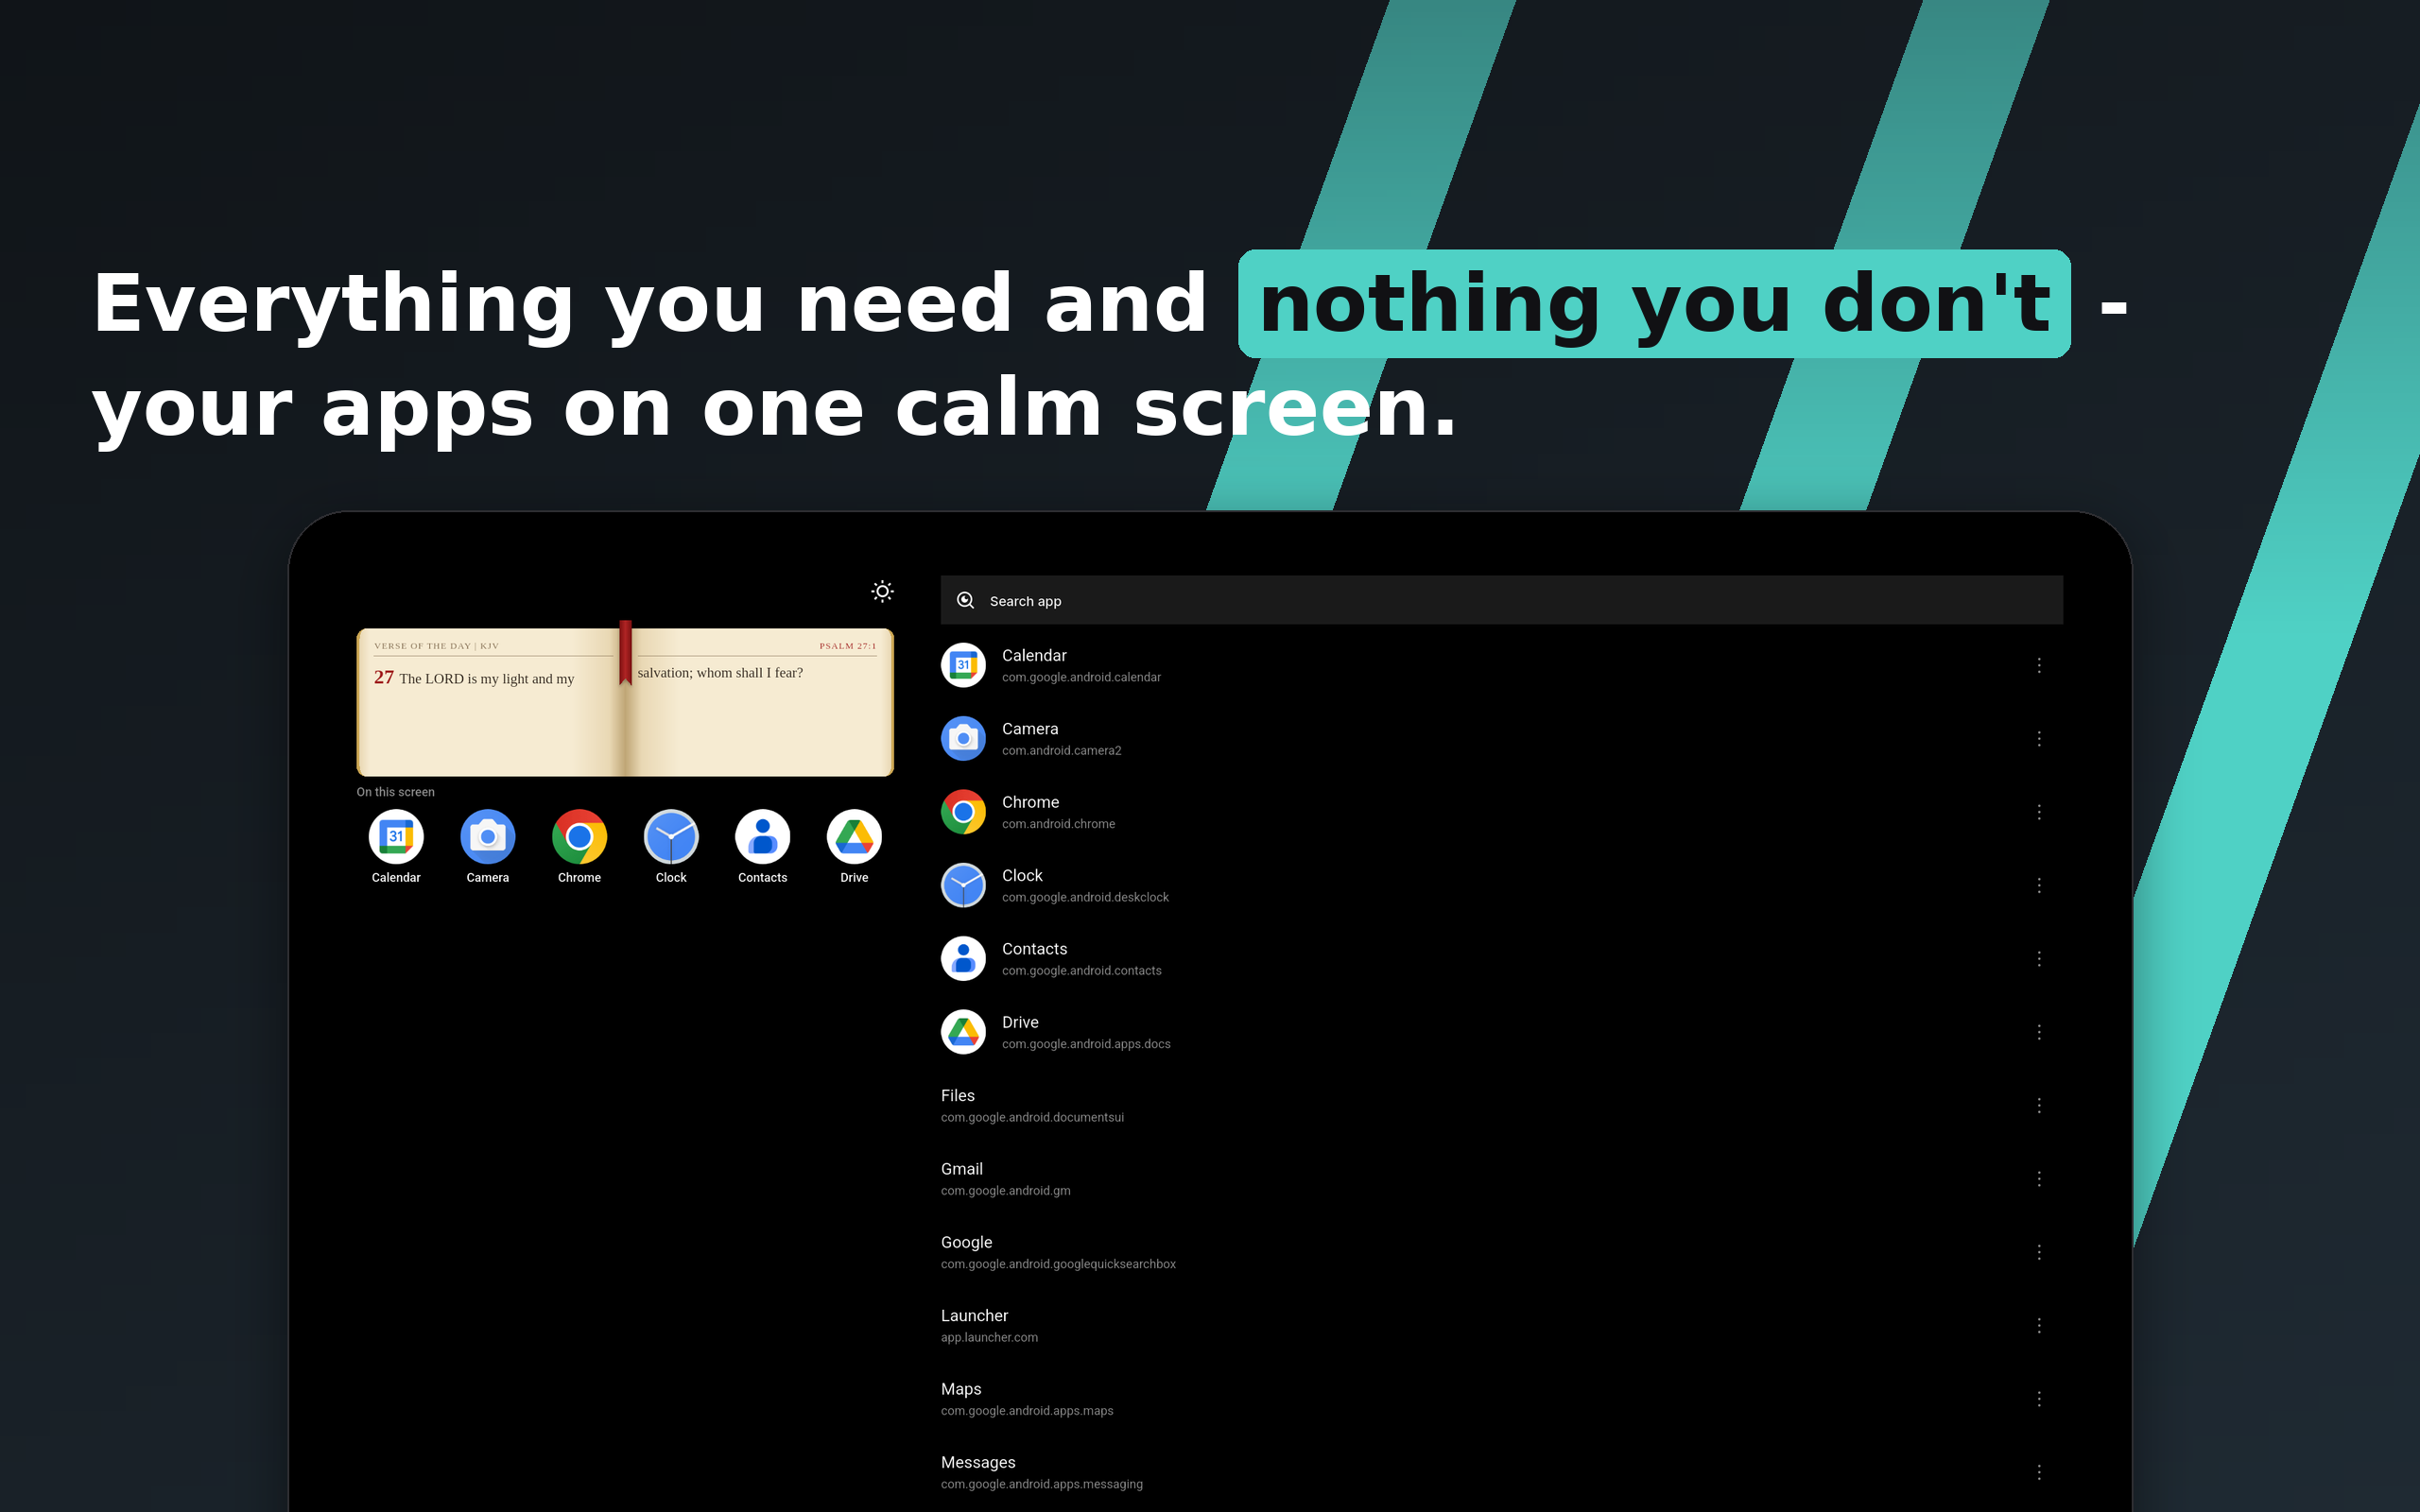 Everything you need and nothing you don't -
your apps on one calm screen.
VERSE OF THE DAY | KJV
27 The LORD is my light and my
PSALM 27:1
salvation; whom shall I fear?
On this screen
31
Calendar
Camera
Chrome
Clock
Contacts
Drive
Search app
31
Calendar
com.google.android.calendar
Camera
com.android.camera2
Chrome
com.android.chrome
Clock
com.google.android.deskclock
Contacts
com.google.android.contacts
Drive
com.google.android.apps.docs
Files
com.google.android.documentsui
Gmail
com.google.android.gm
Google
com.google.android.googlequicksearchbox
Launcher
app.launcher.com
Maps
com.google.android.apps.maps
Messages
com.google.android.apps.messaging